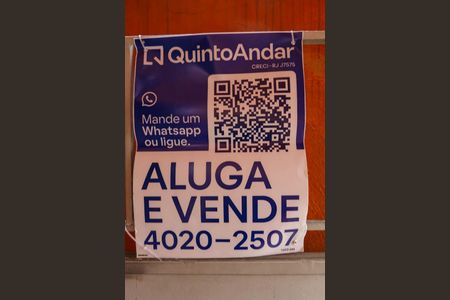 QuintoAndar
CRECI-RJ J7575
Mande um
Whatsapp
ou ligue.
ALUGA
E VENDE
4020-2507